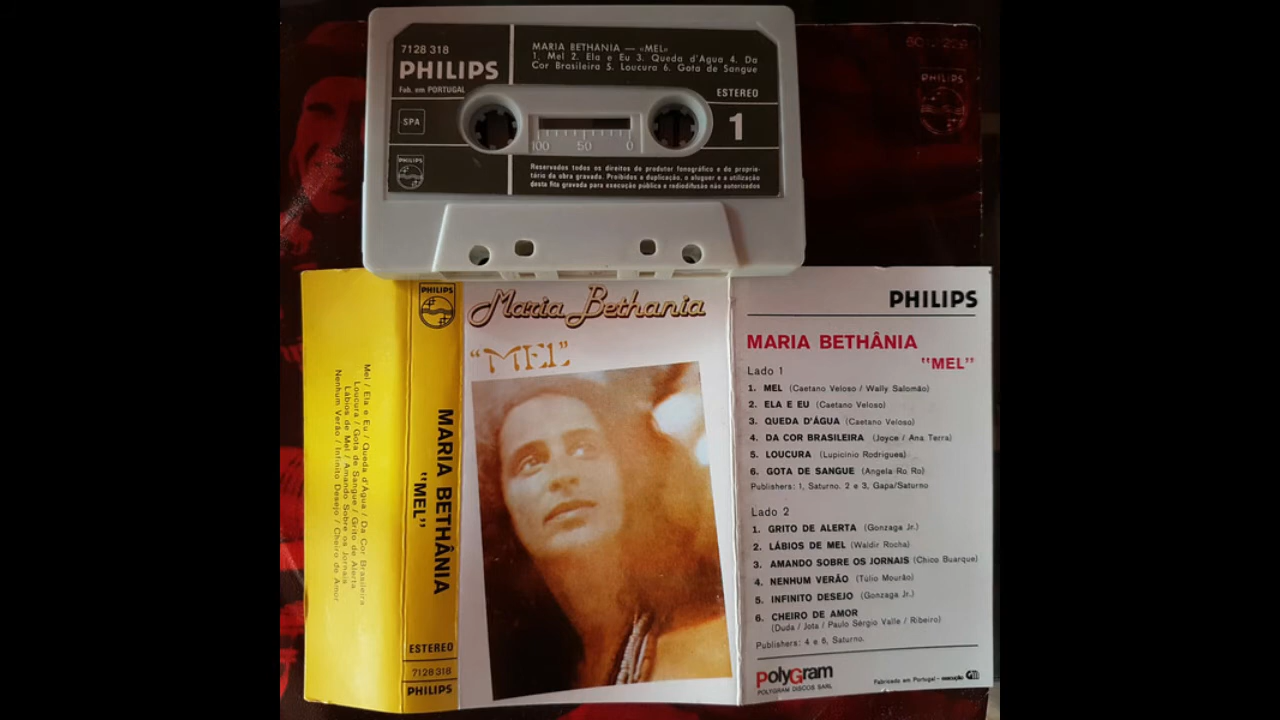 7128 318
PHILIPS
Fab. em PORTUGAL
SPA
PHILIPS
MARIA BETHANIA — «MEL»
1. Mel 2. Ela e Eu 3. Queda d'Agua 4. Da
Cor Brasileira 5. Loucura 6. Gota de Sangue
ESTEREO
1
100 50 0
Reservados todos os direitos do produtor fonográfico e do proprie-
tário da obra gravada. Proibidos a duplicação, o aluguer e a utilização
desta fita gravada para execução pública e radiodifusão não autorizados
PHILIPS
Mel / Ela e Eu / Queda d'Água / Da Cor Brasileira
Loucura / Gota de Sangue / Grito de Alerta
Lábios de Mel / Amando Sobre os Jornais
Nenhum Verão / Infinito Desejo / Cheiro de Amor
PHILIPS
MARIA BETHÂNIA
"MEL"
ESTEREO
7128 318
PHILIPS
Maria Bethania
"MEL"
PHILIPS
MARIA BETHÂNIA
"MEL"
Lado 1
1. MEL (Caetano Veloso / Wally Salomão)
2. ELA E EU (Caetano Veloso)
3. QUEDA D'ÁGUA (Caetano Veloso)
4. DA COR BRASILEIRA (Joyce / Ana Terra)
5. LOUCURA (Lupicínio Rodrigues)
6. GOTA DE SANGUE (Angela Ro Ro)
Publishers: 1, Saturno. 2 e 3, Gapa/Saturno
Lado 2
1. GRITO DE ALERTA (Gonzaga Jr.)
2. LÁBIOS DE MEL (Waldir Rocha)
3. AMANDO SOBRE OS JORNAIS (Chico Buarque)
4. NENHUM VERÃO (Túlio Mourão)
5. INFINITO DESEJO (Gonzaga Jr.)
6. CHEIRO DE AMOR
(Duda / Jota / Paulo Sérgio Valle / Ribeiro)
Publishers: 4 e 6, Saturno.
PolyGram
POLYGRAM DISCOS SARL
Fabricado em Portugal - execução